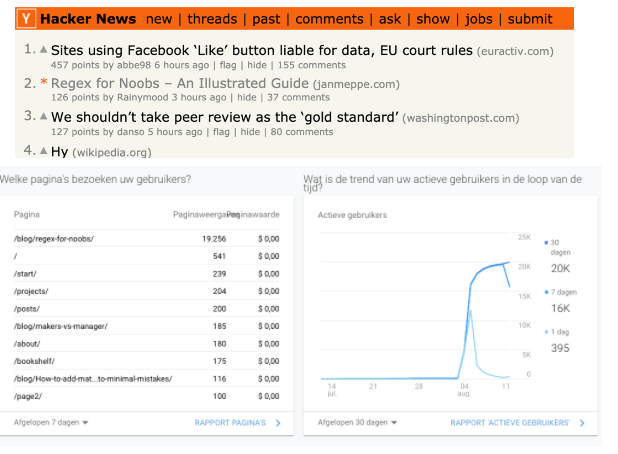 Y Hacker News new | threads | past | comments | ask | show | jobs | submit
1. Sites using Facebook ‘Like’ button liable for data, EU court rules (euractiv.com)
457 points by abbe98 6 hours ago | flag | hide | 155 comments
2. * Regex for Noobs – An Illustrated Guide (janmeppe.com)
126 points by Rainymood 3 hours ago | hide | 37 comments
3. We shouldn’t take peer review as the ‘gold standard’ (washingtonpost.com)
127 points by danso 5 hours ago | flag | hide | 80 comments
4. Hy (wikipedia.org)
Welke pagina's bezoeken uw gebruikers?
Pagina Paginaweergaven Paginawaarde
/blog/regex-for-noobs/ 19.256 $ 0,00
/ 541 $ 0,00
/start/ 239 $ 0,00
/projects/ 204 $ 0,00
/posts/ 200 $ 0,00
/blog/makers-vs-manager/ 185 $ 0,00
/about/ 180 $ 0,00
/bookshelf/ 175 $ 0,00
/blog/How-to-add-mat...to-minimal-mistakes/ 116 $ 0,00
/page2/ 100 $ 0,00
Afgelopen 7 dagen RAPPORT PAGINA'S
Wat is de trend van uw actieve gebruikers in de loop van de
tijd?
Actieve gebruikers
25K
20K
15K
10K
5K
0
14 21 28 04 11
jul. aug.
30
dagen
20K
7 dagen
16K
1 dag
395
Afgelopen 30 dagen RAPPORT 'ACTIEVE GEBRUIKERS'